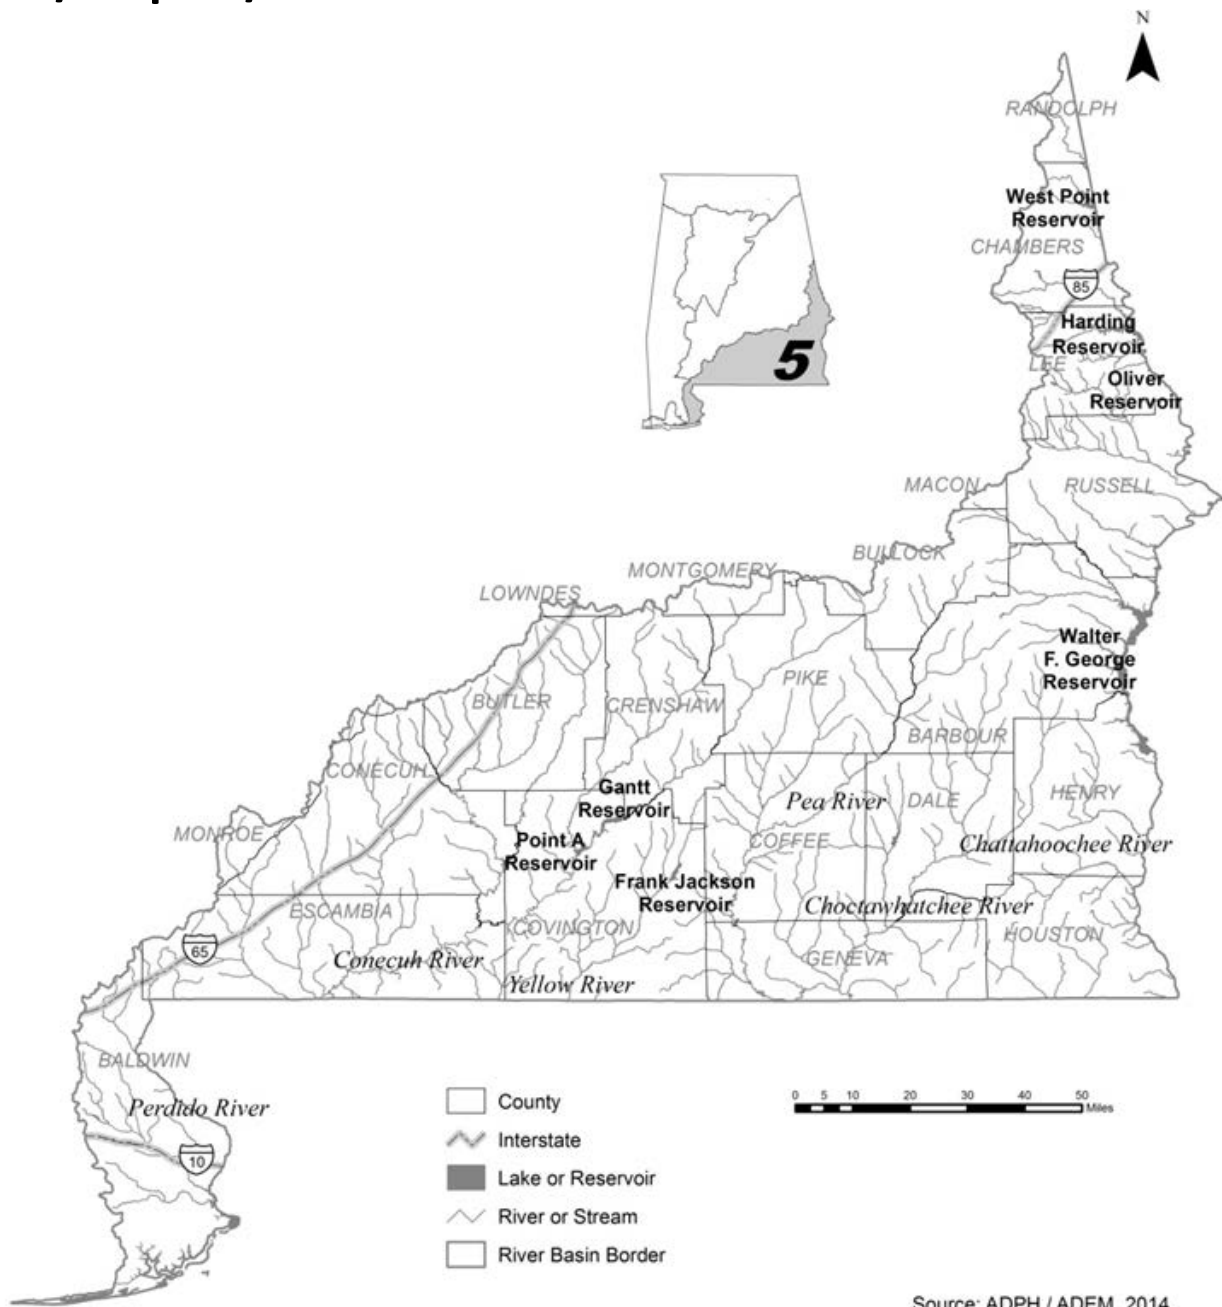 N
RANDOLPH
West Point
Reservoir
CHAMBERS
85
Harding
Reservoir
LEE
Oliver
Reservoir
5
MACON
RUSSELL
BULLOCK
MONTGOMERY
LOWNDES
Walter
F. George
Reservoir
PIKE
BUTLER
CRENSHAW
BARBOUR
CONECUH
Gantt
Reservoir
Pea River
DALE
HENRY
MONROE
Point A
Reservoir
COFFEE
Chattahoochee River
Frank Jackson
Reservoir
ESCAMBIA
Choctawhatchee River
COVINGTON
HOUSTON
65
Conecuh River
GENEVA
Yellow River
BALDWIN
Perdido River
10
County
Interstate
Lake or Reservoir
River or Stream
River Basin Border
0 5 10 20 30 40 50
Miles
Source: ADPH / ADEM, 2014